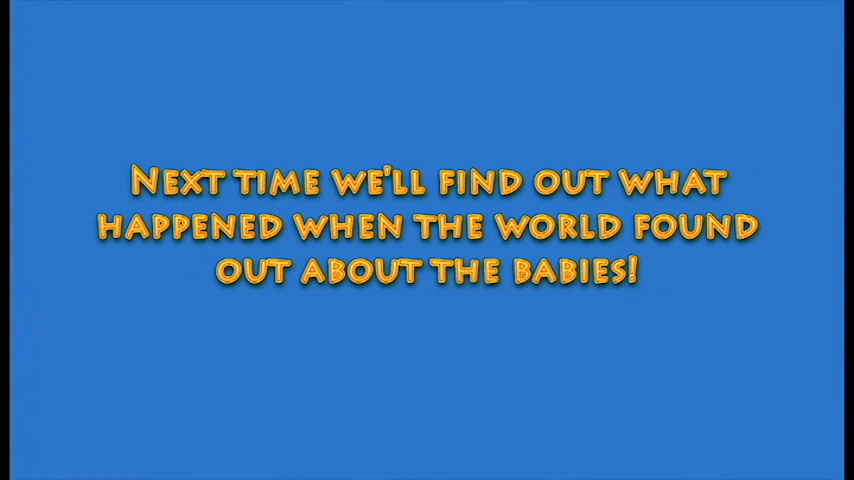 Next time we'll find out what
happened when the world found
out about the babies!